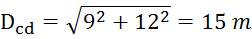 D_cd = √(9² + 12²) = 15 m